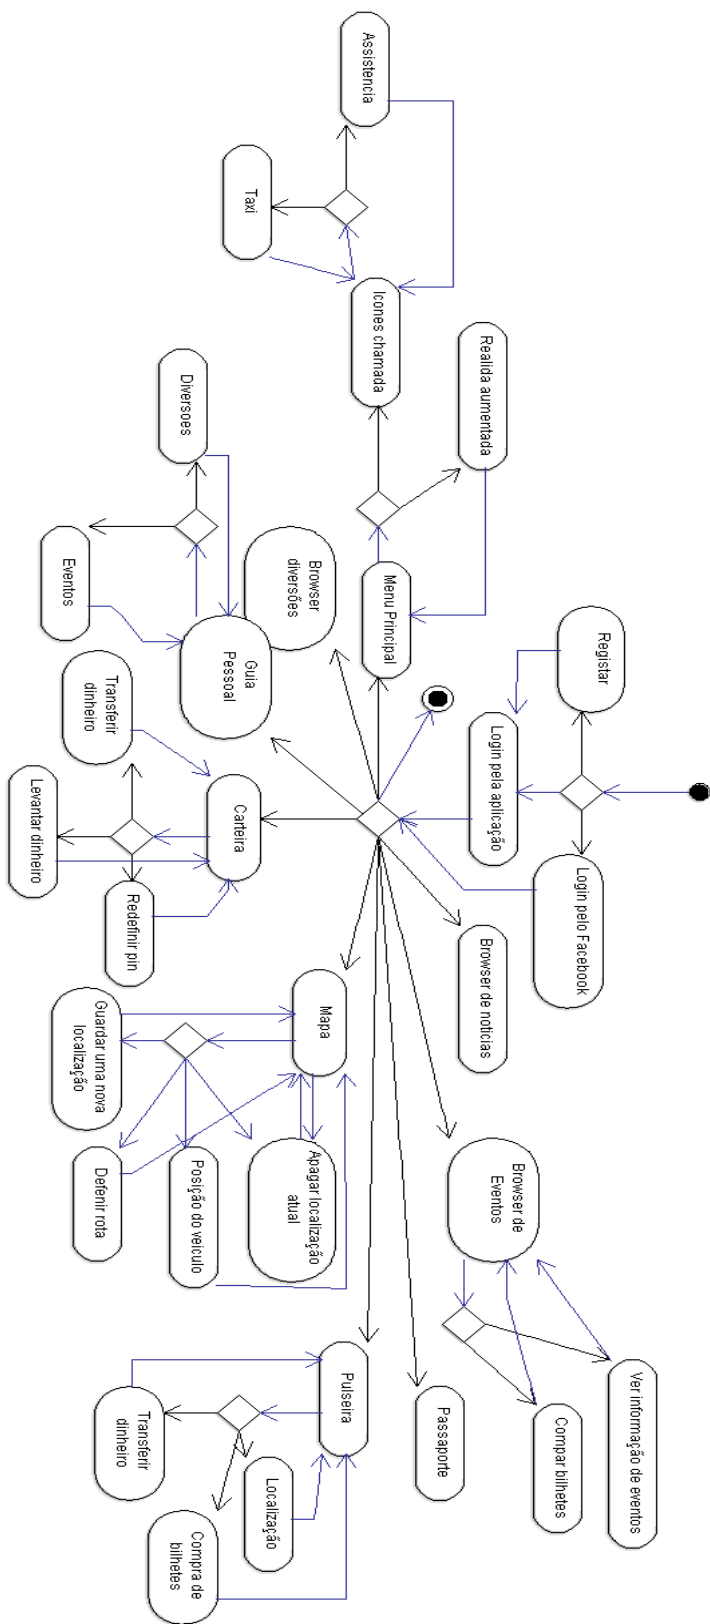 Registar
Login pelo Facebook
Ver informação de eventos
Compar bilhetes
Login pela aplicação
Browser de
Eventos
Realida aumentada
Browser de noticias
Passaporte
Assistencia
Icones chamada
Menu Principal
Mapa
Pulseira
Browser
diversões
Apagar localização
atual
Taxi
Guia
Pessoal
Carteira
Localização
Posição do veiculo
Compra de
bilhetes
Diversoes
Transferir
dinheiro
Redefinir pin
Guardar uma nova
localização
Defenir rota
Transferir
dinheiro
Eventos
Levantar dinheiro